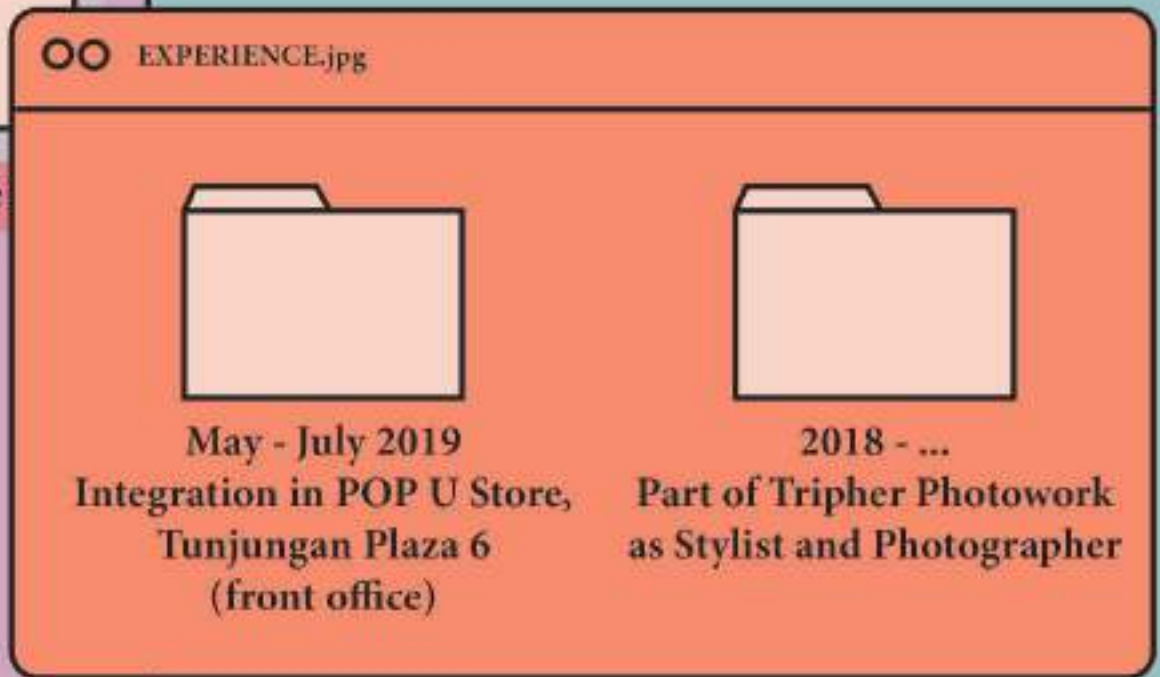 EXPERIENCE.jpg
May - July 2019
Integration in POP U Store,
Tunjungan Plaza 6
(front office)
2018 - ...
Part of Tripher Photowork
as Stylist and Photographer